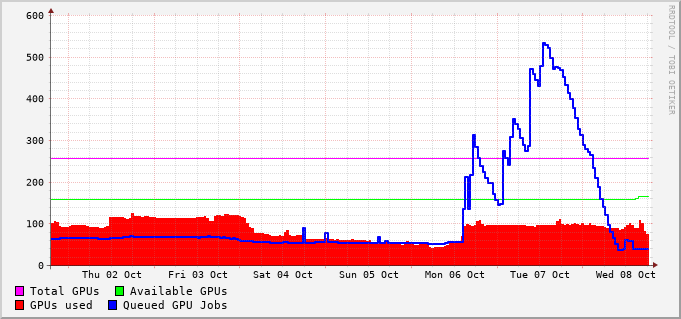 600
500
400
300
200
100
0
Thu 02 Oct Fri 03 Oct Sat 04 Oct Sun 05 Oct Mon 06 Oct Tue 07 Oct Wed 08 Oct
Total GPUs Available GPUs
GPUs used Queued GPU Jobs
RRDTOOL / TOBI OETIKER